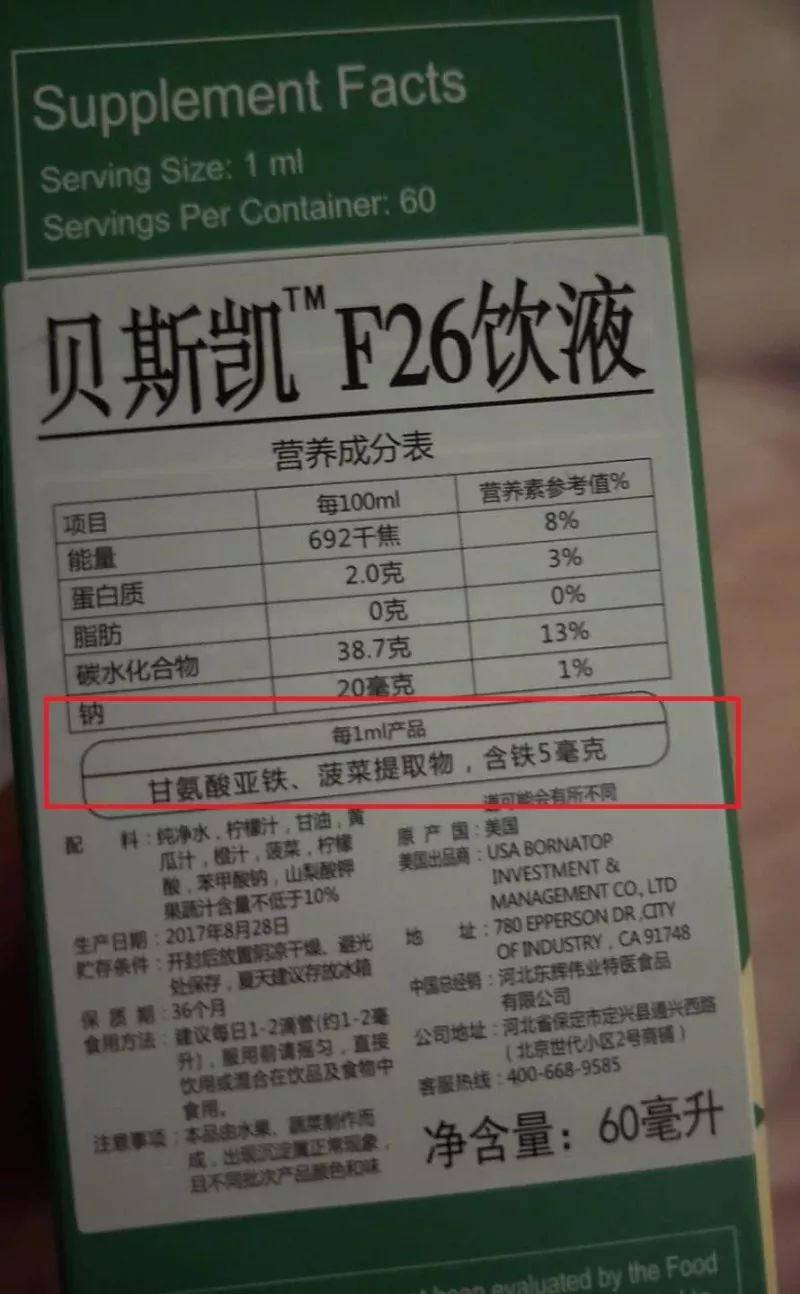 Supplement Facts
Serving Size: 1 ml
Servings Per Container: 60
贝斯凯™ F26饮液
营养成分表
项目 每100ml 营养素参考值%
能量 692千焦 8%
蛋白质 2.0克 3%
脂肪 0克 0%
碳水化合物 38.7克 13%
钠 20毫克 1%
每1ml产品
甘氨酸亚铁、菠菜提取物，含铁5毫克
配 料：纯净水，柠檬汁，甘油，黄
瓜汁，橙汁，菠菜，柠檬
酸，苯甲酸钠，山梨酸钾
果蔬汁含量不低于10%
生产日期：2017年8月28日
贮存条件：开封后放置阴凉干燥、避光
处保存，夏天建议存放冰箱
保 质 期：36个月
食用方法：建议每日1-2滴管(约1-2毫
升)，服用前请摇匀，直接
饮用或混合在饮品及食物中
食用。
注意事项：本品由水果、蔬菜制作而
成，出现沉淀属正常现象，
且不同批次产品颜色和味
道可能会有所不同
原 产 国：美国
美国出品商：USA BORNATOP
INVESTMENT &
MANAGEMENT CO., LTD
地 址：780 EPPERSON DR ,CITY
OF INDUSTRY , CA 91748
中国总经销：河北东辉伟业特医食品
有限公司
公司地址：河北省保定市定兴县通兴西路
（北京世代小区2号商铺）
客服热线：400-668-9585
净含量：60毫升
been evaluated by the Food